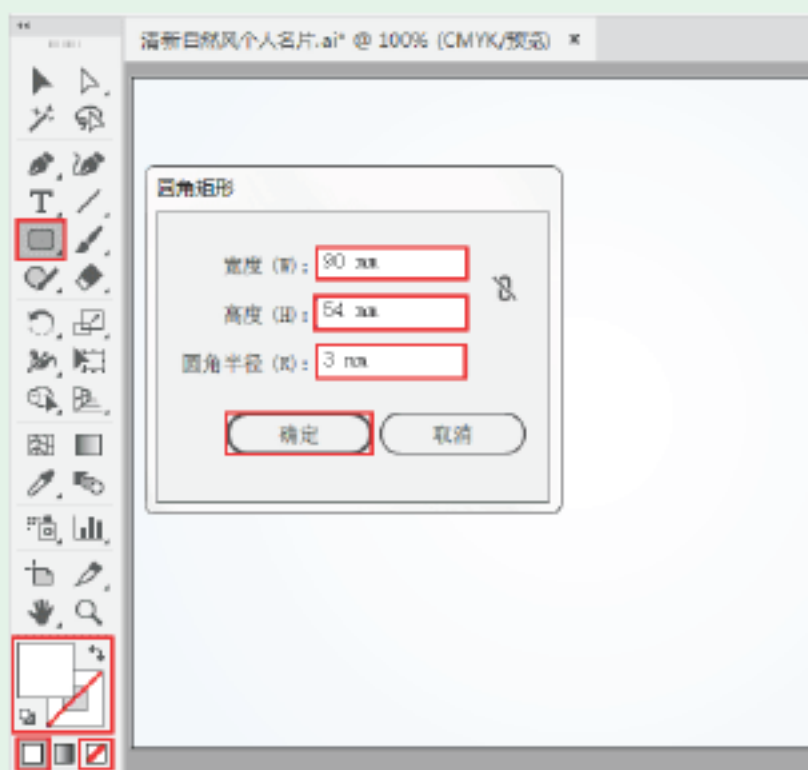 清新自然风个人名片.ai* @ 100% (CMYK/预览) ×
圆角矩形
宽度 (W): 90 mm
高度 (H): 54 mm
圆角半径 (R): 3 mm
确定 取消